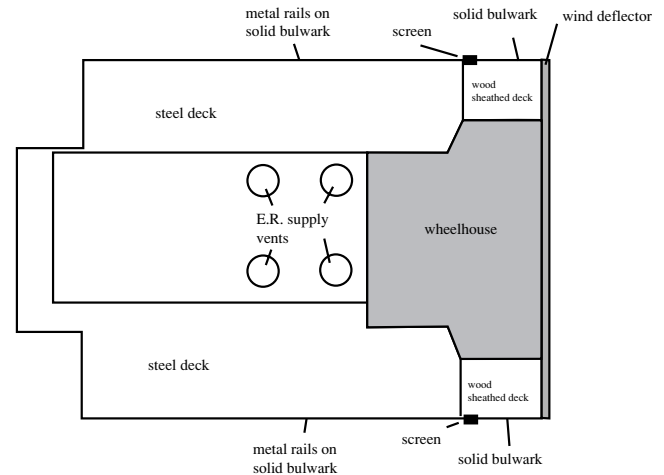 metal rails on
solid bulwark
solid bulwark
wind deflector
screen
wood
sheathed deck
steel deck
E.R. supply
vents
wheelhouse
steel deck
wood
sheathed deck
screen
metal rails on
solid bulwark
solid bulwark